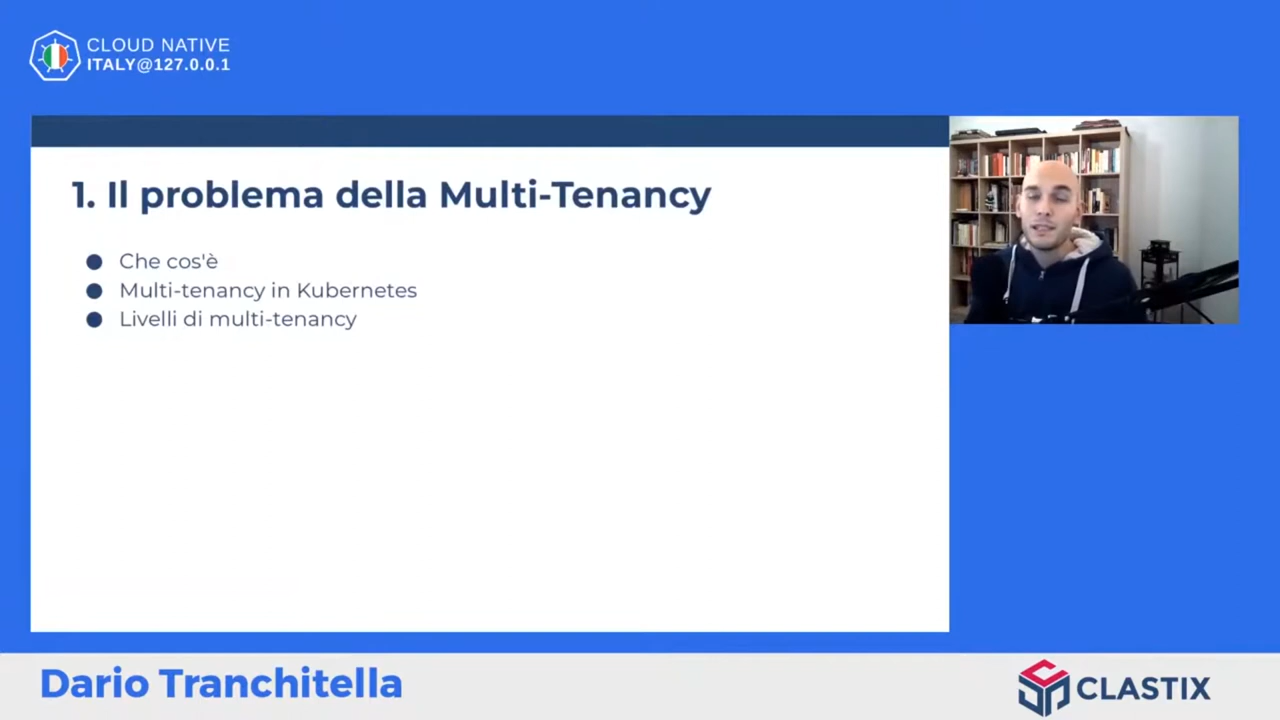 CLOUD NATIVE
ITALY@127.0.0.1
1. Il problema della Multi-Tenancy
● Che cos'è
● Multi-tenancy in Kubernetes
● Livelli di multi-tenancy
Dario Tranchitella
CLASTIX